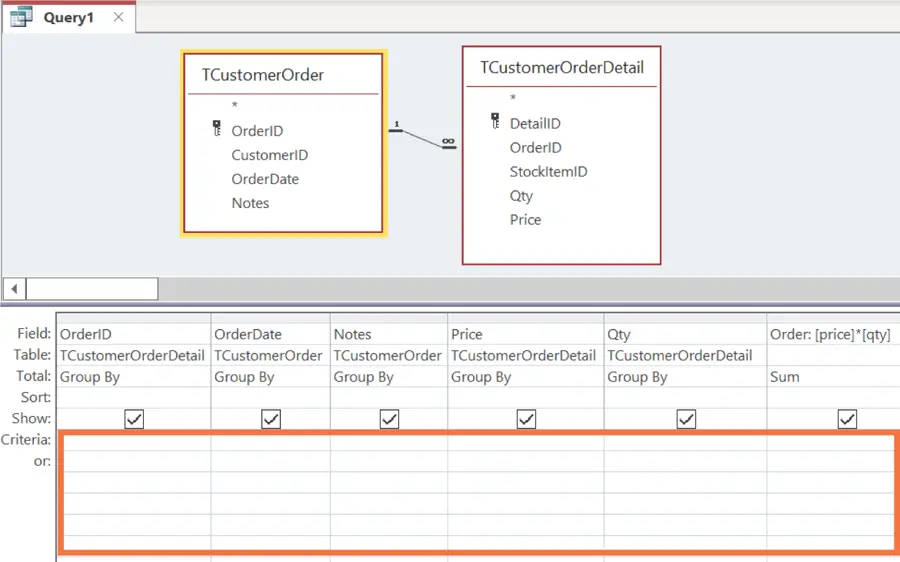 Query1
TCustomerOrder
*
OrderID
CustomerID
OrderDate
Notes
1
∞
TCustomerOrderDetail
*
DetailID
OrderID
StockItemID
Qty
Price
Field: OrderID OrderDate Notes Price Qty Order: [price]*[qty]
Table: TCustomerOrderDetail TCustomerOrder TCustomerOrder TCustomerOrderDetail TCustomerOrderDetail
Total: Group By Group By Group By Group By Group By Sum
Sort:
Show:
Criteria:
or: